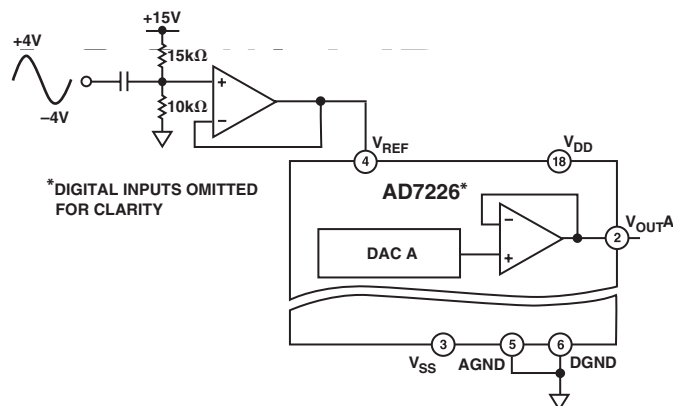 +15V
+4V
15kΩ
+
10kΩ
−
−4V
VREF
VDD
4
18
*DIGITAL INPUTS OMITTED
FOR CLARITY
AD7226*
−
VOUTA
DAC A
+
2
3
5
6
VSS
AGND
DGND